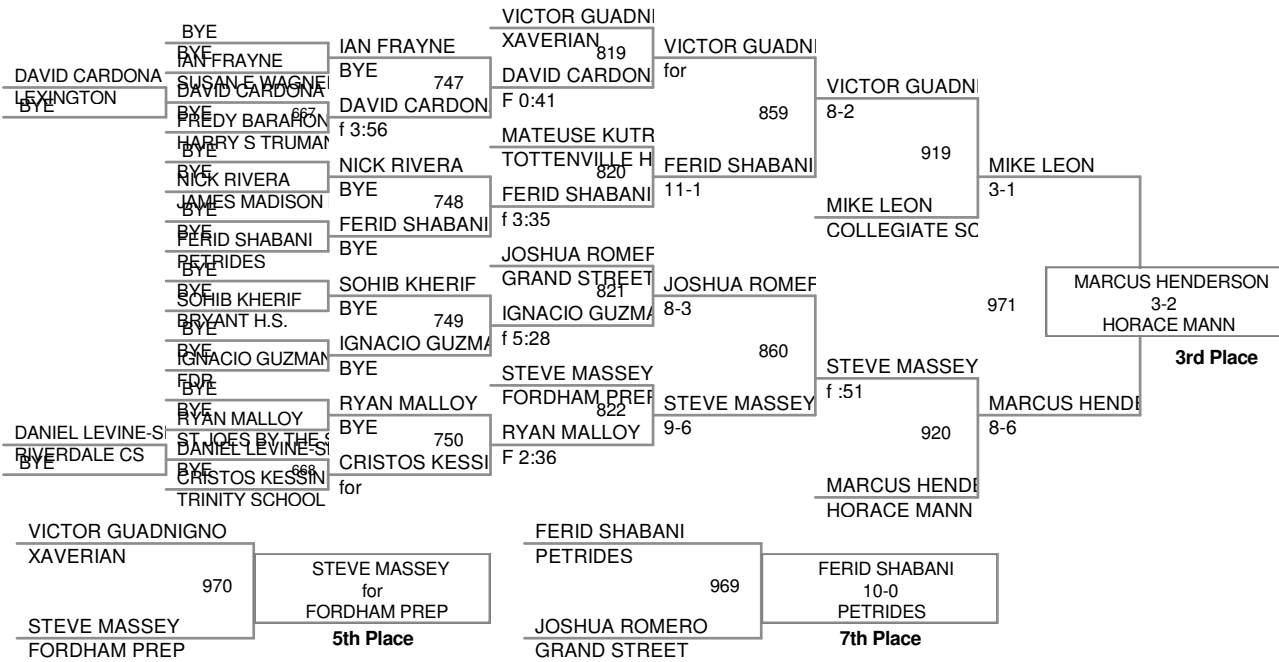 DAVID CARDONA
LEXINGTON
BYE
DANIEL LEVINE-S
RIVERDALE CS
BYE
BYE
BYE
IAN FRAYNE
SUSAN E WAGNE
DAVID CARDONA
BYE
667
FREDY BARAHON
HARRY S TRUMAN
BYE
BYE
NICK RIVERA
JAMES MADISON
BYE
BYE
FERID SHABANI
PETRIDES
BYE
BYE
SOHIB KHERIF
BRYANT H.S.
BYE
BYE
IGNACIO GUZMAN
FDR
BYE
BYE
RYAN MALLOY
ST JOES BY THE S
DANIEL LEVINE-S
BYE
668
CRISTOS KESSIN
TRINITY SCHOOL
IAN FRAYNE
BYE
747
DAVID CARDON
f 3:56
NICK RIVERA
BYE
748
FERID SHABANI
BYE
SOHIB KHERIF
BYE
749
IGNACIO GUZMA
BYE
RYAN MALLOY
BYE
750
CRISTOS KESSI
for
VICTOR GUADNI
XAVERIAN
819
DAVID CARDON
F 0:41
MATEUSE KUTR
TOTTENVILLE H
820
FERID SHABANI
f 3:35
JOSHUA ROMER
GRAND STREET
821
IGNACIO GUZMA
f 5:28
STEVE MASSEY
FORDHAM PREP
822
RYAN MALLOY
F 2:36
VICTOR GUADNI
for
859
FERID SHABANI
11-1
JOSHUA ROMER
8-3
860
STEVE MASSEY
9-6
VICTOR GUADNI
8-2
919
MIKE LEON
COLLEGIATE SC
STEVE MASSEY
f :51
920
MARCUS HENDE
HORACE MANN
MIKE LEON
3-1
971
MARCUS HENDE
8-6
MARCUS HENDERSON
3-2
HORACE MANN
3rd Place
VICTOR GUADNIGNO
XAVERIAN
970
STEVE MASSEY
FORDHAM PREP
STEVE MASSEY
for
FORDHAM PREP
5th Place
FERID SHABANI
PETRIDES
969
JOSHUA ROMERO
GRAND STREET
FERID SHABANI
10-0
PETRIDES
7th Place